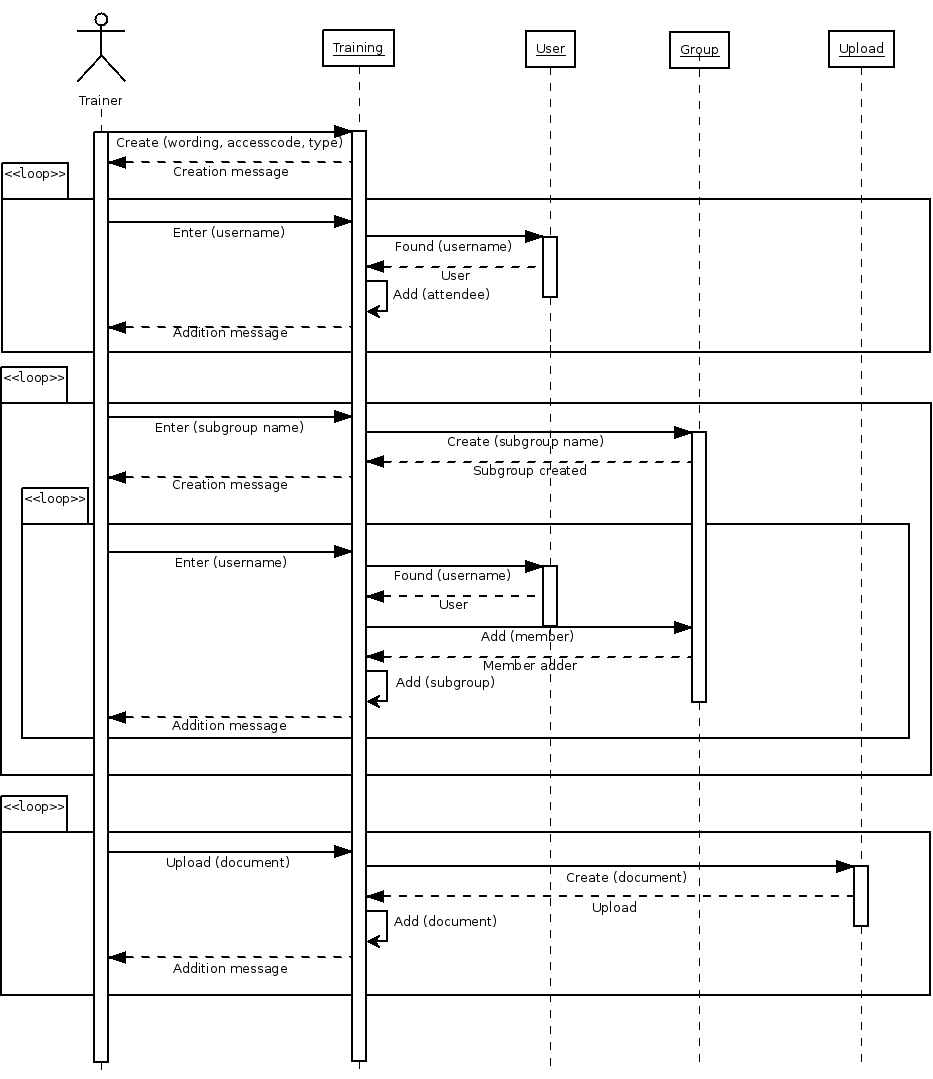 Training
User
Group
Upload
Trainer
Create (wording, accesscode, type)
Creation message
<<loop>>
Enter (username)
Found (username)
User
Add (attendee)
Addition message
<<loop>>
Enter (subgroup name)
Create (subgroup name)
Subgroup created
Creation message
<<loop>>
Enter (username)
Found (username)
User
Add (member)
Member adder
Add (subgroup)
Addition message
<<loop>>
Upload (document)
Create (document)
Upload
Add (document)
Addition message